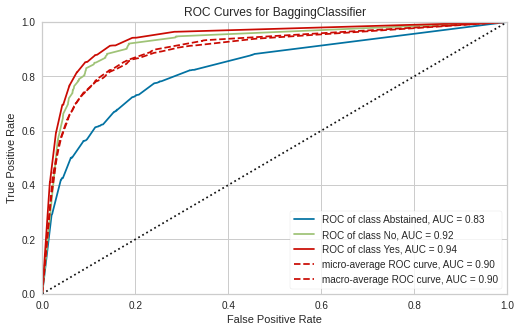 ROC Curves for BaggingClassifier
True Positive Rate
1.0
0.8
0.6
0.4
0.2
0.0
ROC of class Abstained, AUC = 0.83
ROC of class No, AUC = 0.92
ROC of class Yes, AUC = 0.94
micro-average ROC curve, AUC = 0.90
macro-average ROC curve, AUC = 0.90
0.0 0.2 0.4 0.6 0.8 1.0
False Positive Rate